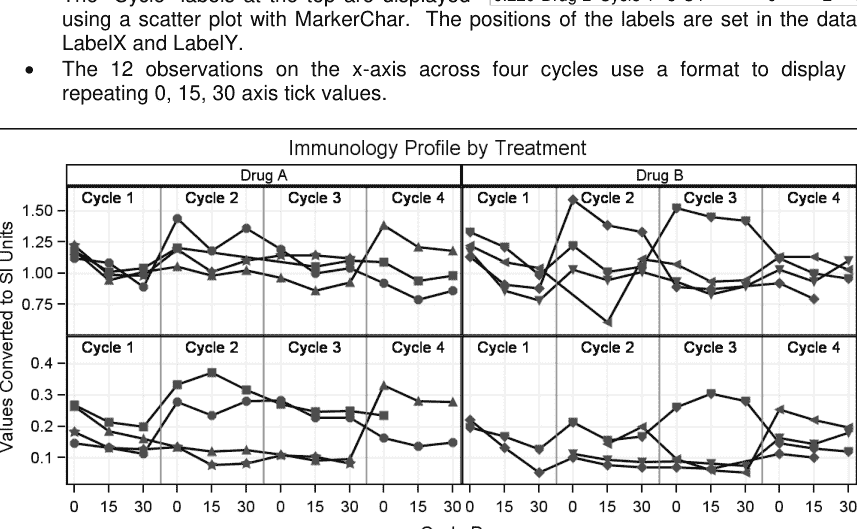 The "Cycle" labels at the top are displayed
using a scatter plot with MarkerChar. The positions of the labels are set in the data
LabelX and LabelY.
• The 12 observations on the x-axis across four cycles use a format to display
repeating 0, 15, 30 axis tick values.
Immunology Profile by Treatment
Drug A Drug B
Cycle 1 Cycle 2 Cycle 3 Cycle 4 Cycle 1 Cycle 2 Cycle 3 Cycle 4
1.50
1.25
1.00
0.75
Values Converted to SI Units
Cycle 1 Cycle 2 Cycle 3 Cycle 4 Cycle 1 Cycle 2 Cycle 3 Cycle 4
0.4
0.3
0.2
0.1
0 15 30 0 15 30 0 15 30 0 15 30 0 15 30 0 15 30 0 15 30 0 15 30